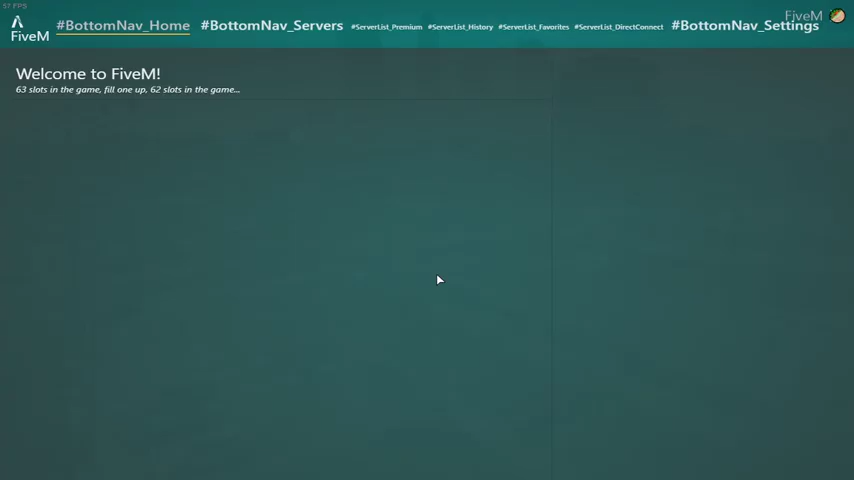 57 FPS
FiveM #BottomNav_Home #BottomNav_Servers #ServerList_Premium #ServerList_History #ServerList_Favorites #ServerList_DirectConnect #BottomNav_Settings
FiveM
Welcome to FiveM!
63 slots in the game, fill one up, 62 slots in the game...